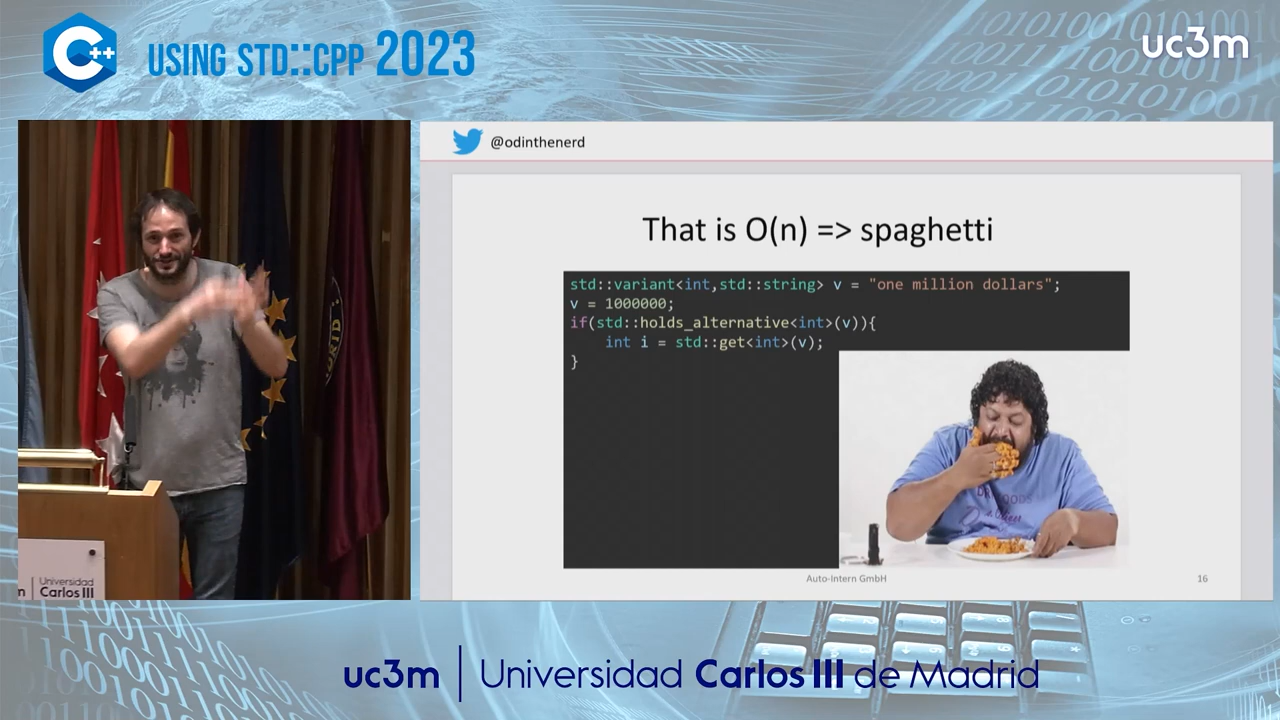 C++
USING STD::CPP 2023
uc3m
@odinthenerd
That is O(n) => spaghetti
std::variant<int,std::string> v = "one million dollars";
v = 1000000;
if(std::holds_alternative<int>(v)){
    int i = std::get<int>(v);
}
Auto-Intern GmbH
16
Universidad
Carlos III
uc3m | Universidad Carlos III de Madrid